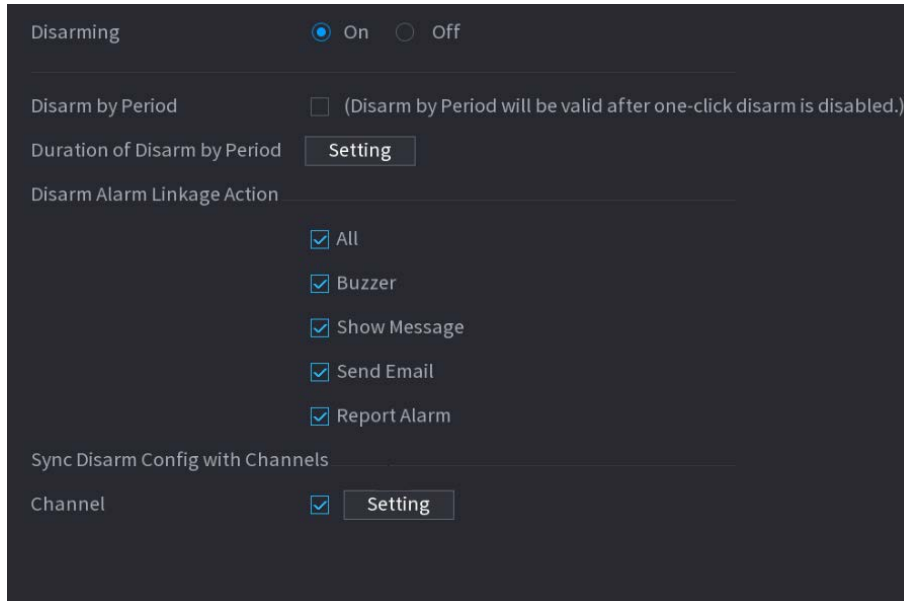 Disarming On Off
Disarm by Period (Disarm by Period will be valid after one-click disarm is disabled.)
Duration of Disarm by Period Setting
Disarm Alarm Linkage Action
All
Buzzer
Show Message
Send Email
Report Alarm
Sync Disarm Config with Channels
Channel Setting